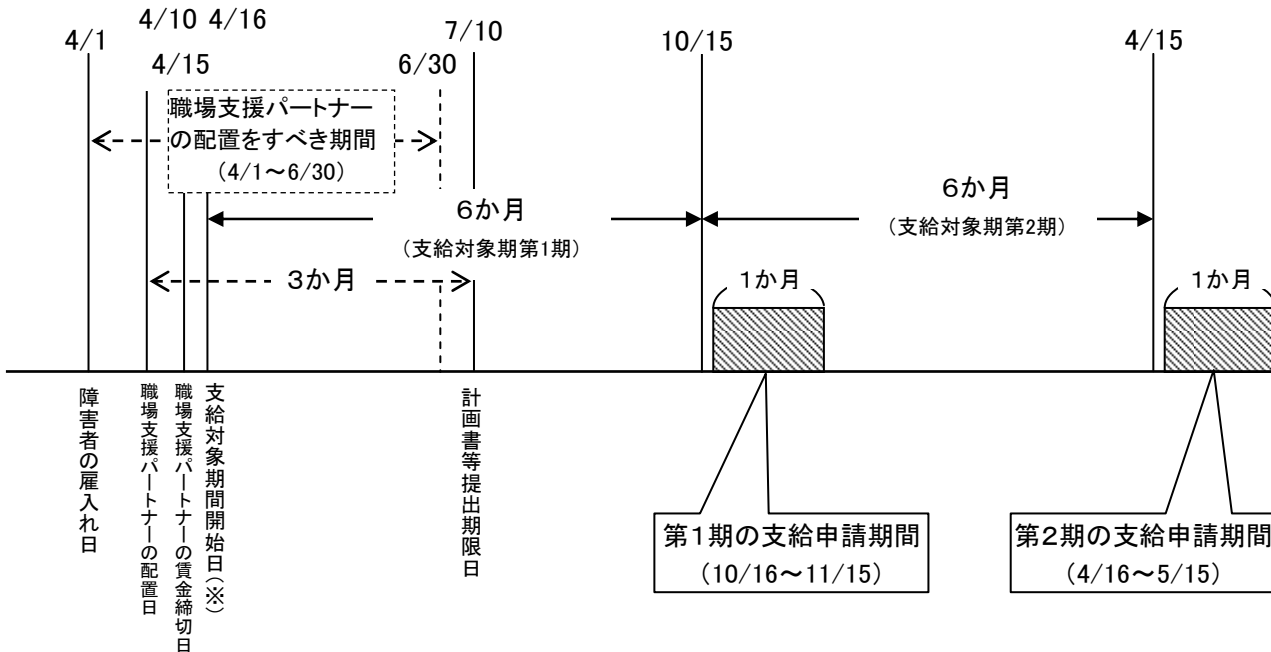 4/1
4/10
4/16
4/15
6/30
7/10
10/15
4/15
職場支援パートナー
の配置をすべき期間
（4/1～6/30）
6か月
（支給対象期第1期）
6か月
（支給対象期第2期）
3か月
1か月
1か月
障害者の雇入れ日
職場支援パートナーの配置日
職場支援パートナーの賃金締切日
支給対象期間開始日（※）
計画書等提出期限日
第1期の支給申請期間
（10/16～11/15）
第2期の支給申請期間
（4/16～5/15）